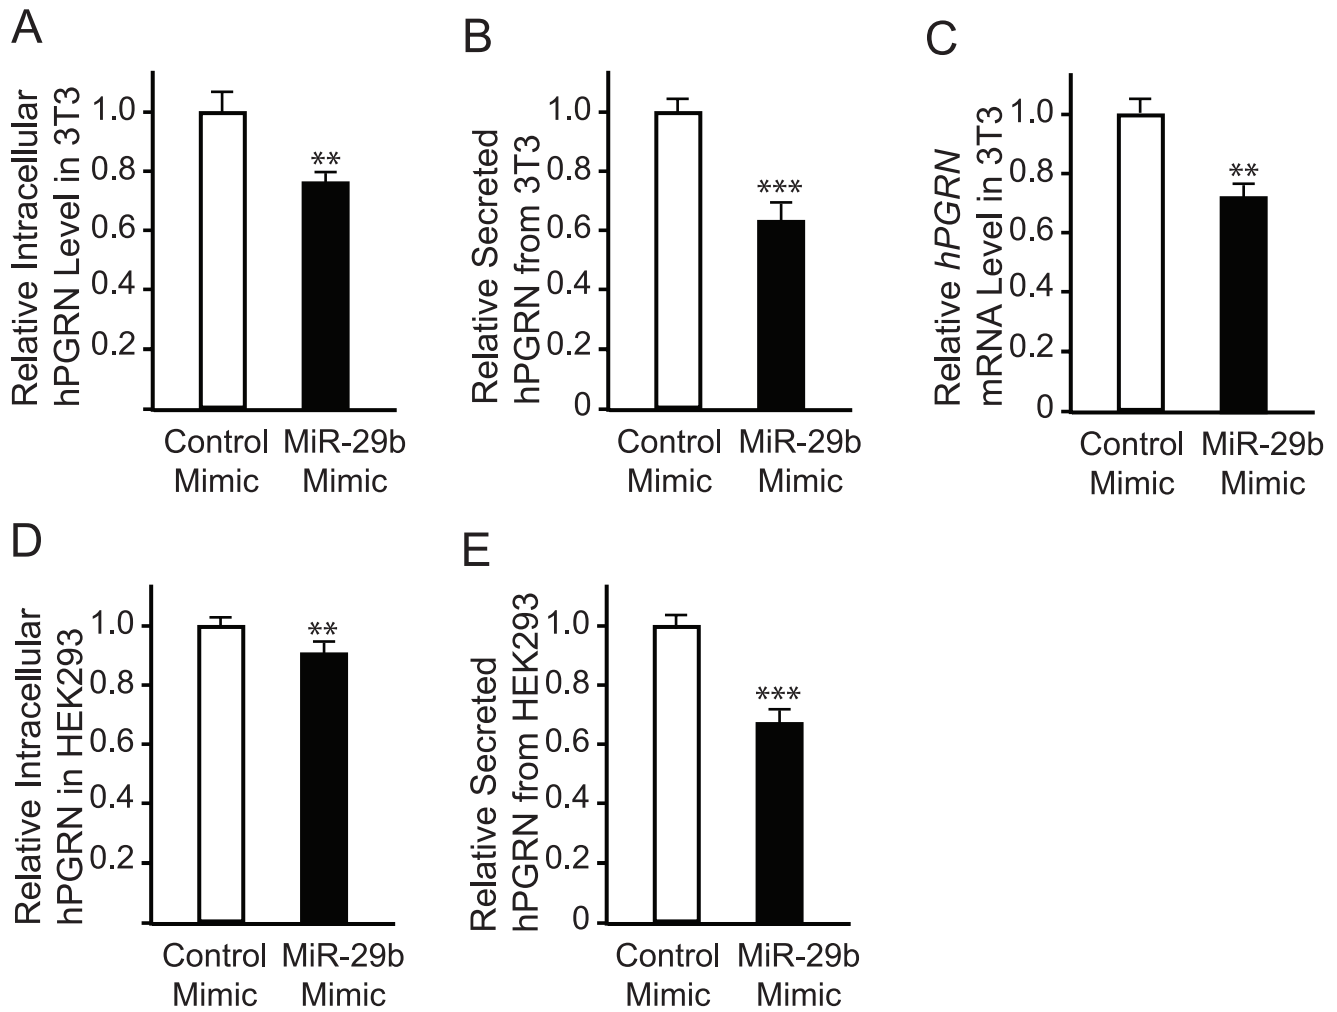 A
Relative Intracellular
hPGRN Level in 3T3
1.0
0.8
0.6
0.4
0.2
**
Control
Mimic
MiR-29b
Mimic
B
Relative Secreted
hPGRN from 3T3
1.0
0.8
0.6
0.4
0.2
0
***
Control
Mimic
MiR-29b
Mimic
C
Relative hPGRN
mRNA Level in 3T3
1.0
0.8
0.6
0.4
0.2
0
**
Control
Mimic
MiR-29b
Mimic
D
Relative Intracellular
hPGRN in HEK293
1.0
0.8
0.6
0.4
0.2
**
Control
Mimic
MiR-29b
Mimic
E
Relative Secreted
hPGRN from HEK293
1.0
0.8
0.6
0.4
0.2
0
***
Control
Mimic
MiR-29b
Mimic